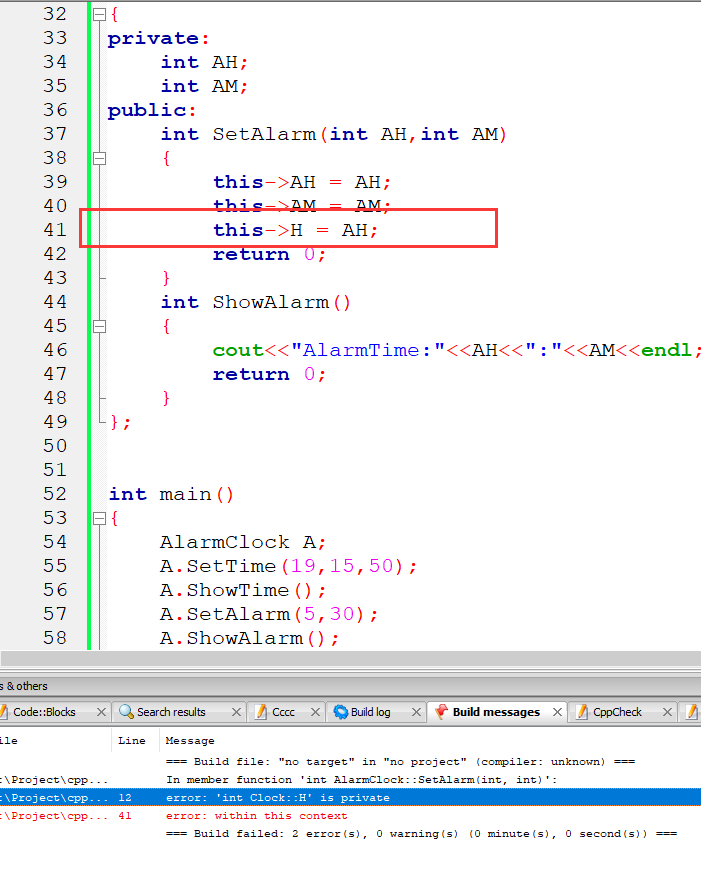 32 {
33 private:
34 int AH;
35 int AM;
36 public:
37 int SetAlarm(int AH,int AM)
38 {
39 this->AH = AH;
40 this->AM = AM;
41 this->H = AH;
42 return 0;
43 }
44 int ShowAlarm()
45 {
46 cout<<"AlarmTime:"<<AH<<":"<<AM<<endl;
47 return 0;
48 }
49 };
50
51
52 int main()
53 {
54 AlarmClock A;
55 A.SetTime(19,15,50);
56 A.ShowTime();
57 A.SetAlarm(5,30);
58 A.ShowAlarm();
s & others
Code::Blocks Search results Cccc Build log Build messages CppCheck
ile Line Message
=== Build file: "no target" in "no project" (compiler: unknown) ===
:\Project\cpp... In member function 'int AlarmClock::SetAlarm(int, int)':
:\Project\cpp... 12 error: 'int Clock::H' is private
:\Project\cpp... 41 error: within this context
=== Build failed: 2 error(s), 0 warning(s) (0 minute(s), 0 second(s)) ===